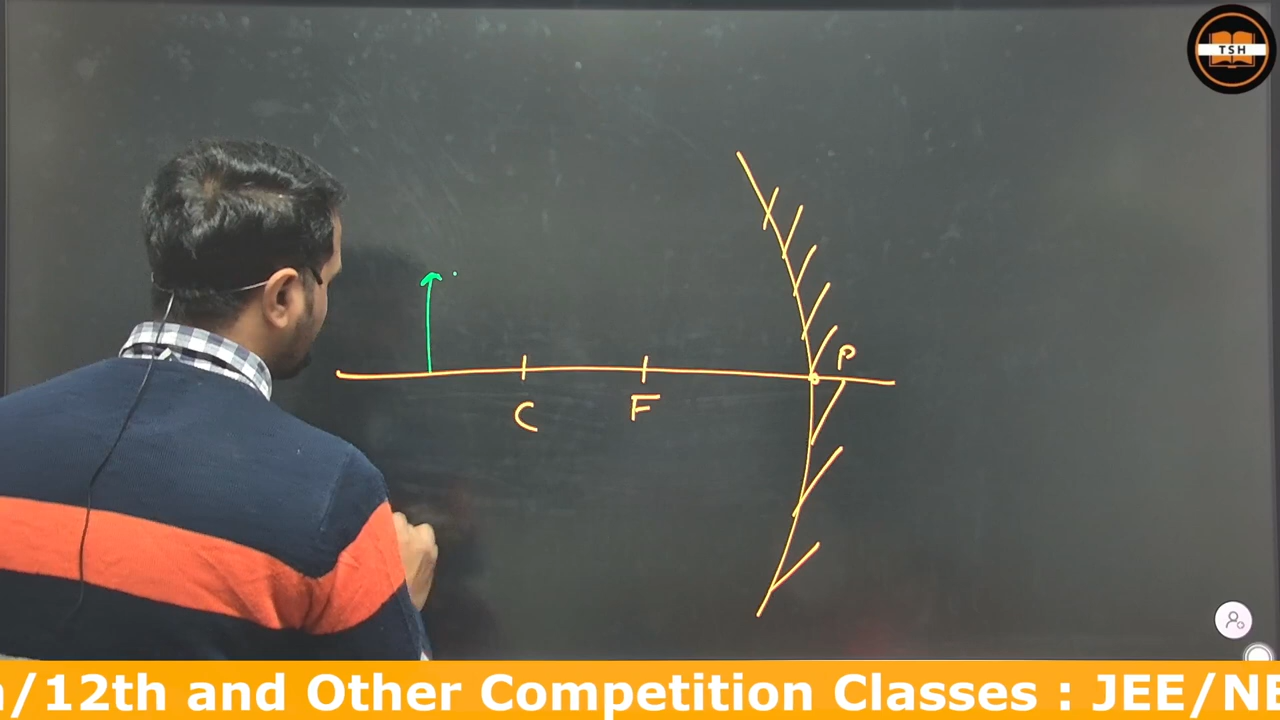 TSH
P
C F
/12th and Other Competition Classes : JEE/NE